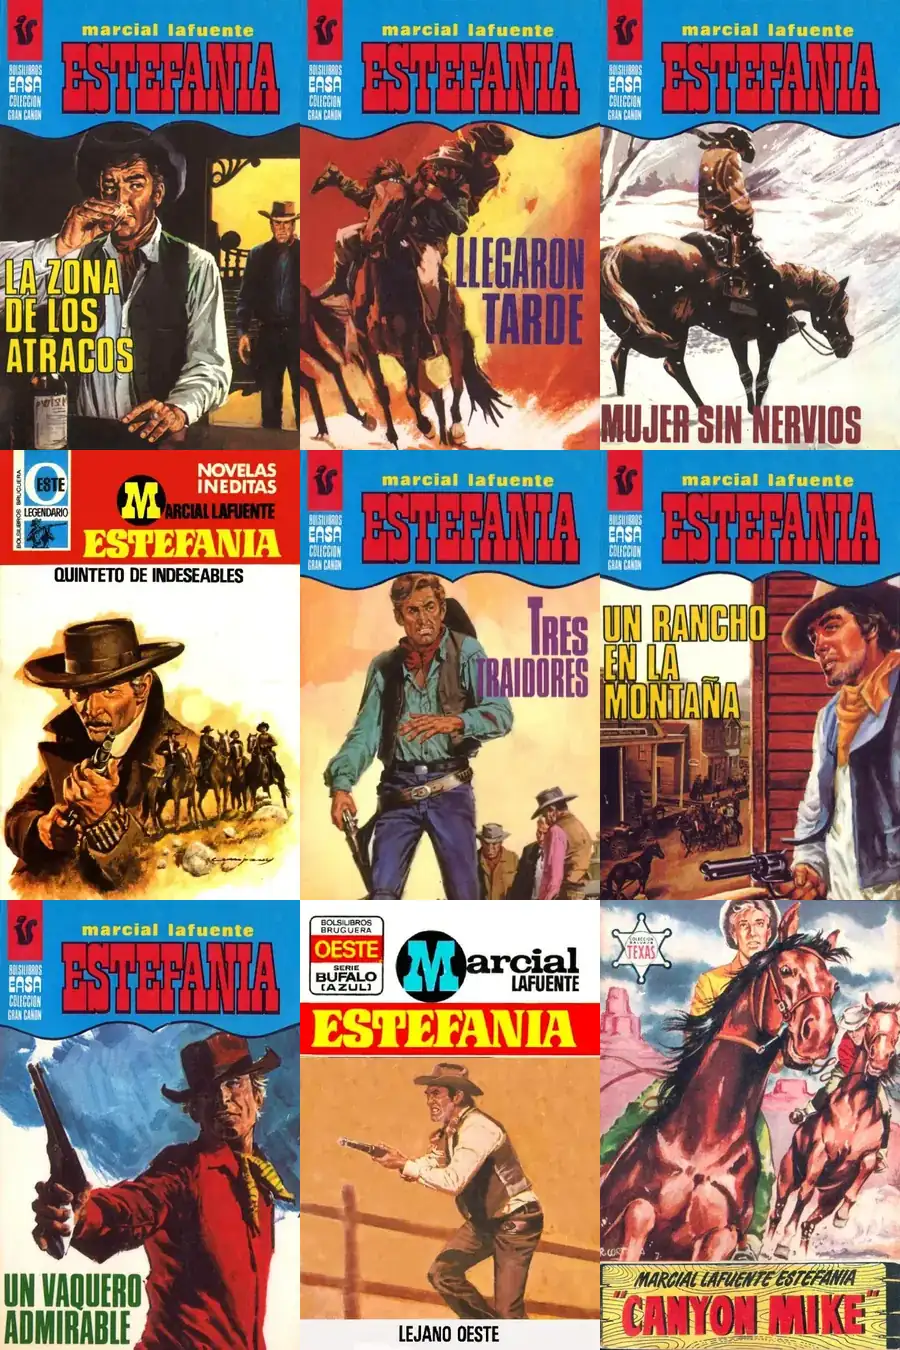 marcial lafuente
ESTEFANIA
BOLSILIBROS
EASA
COLECCION
GRAN CAÑON
LA ZONA
DE LOS
ATRACOS
marcial lafuente
ESTEFANIA
BOLSILIBROS
EASA
COLECCION
GRAN CAÑON
LLEGARON
TARDE
marcial lafuente
ESTEFANIA
BOLSILIBROS
EASA
COLECCION
GRAN CAÑON
MUJER SIN NERVIOS
BOLSILIBROS BRUGUERA
OESTE
LEGENDARIO
NOVELAS
INEDITAS
MARCIAL LAFUENTE
ESTEFANIA
QUINTETO DE INDESEABLES
marcial lafuente
ESTEFANIA
BOLSILIBROS
EASA
COLECCION
GRAN CAÑON
TRES
TRAIDORES
marcial lafuente
ESTEFANIA
BOLSILIBROS
EASA
COLECCION
GRAN CAÑON
UN RANCHO
EN LA
MONTAÑA
marcial lafuente
ESTEFANIA
BOLSILIBROS
EASA
COLECCION
GRAN CAÑON
UN VAQUERO
ADMIRABLE
BOLSILIBROS
BRUGUERA
OESTE
SERIE
BUFALO
(AZUL)
Marcial
LAFUENTE
ESTEFANIA
LEJANO OESTE
COLECCION
TEXAS
MARCIAL LAFUENTE ESTEFANIA
"CANYON MIKE"